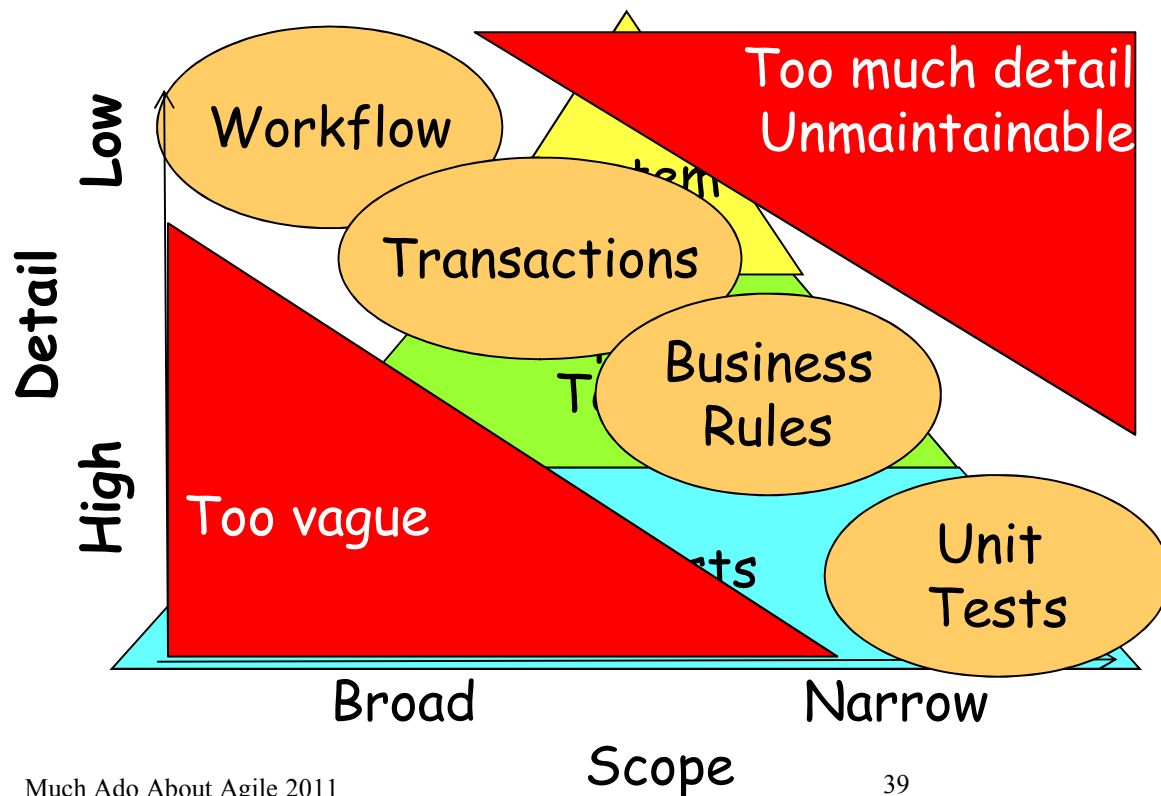 Too much detail
Unmaintainable
Workflow
Low
Transactions
Detail
Business
Rules
High
Too vague
Unit
Tests
Broad
Narrow
Scope
Much Ado About Agile 2011
39